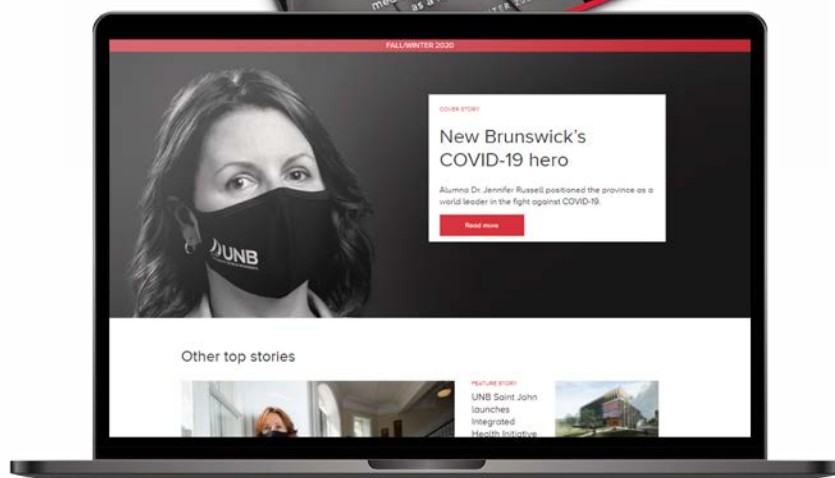 as a
FALL/WINTER 2020
COVER STORY
New Brunswick's
COVID-19 hero
Alumna Dr. Jennifer Russell positioned the province as a
world leader in the fight against COVID-19.
Read more
UNB
Other top stories
FEATURE STORY
UNB Saint John
launches
Integrated
Health Initiative